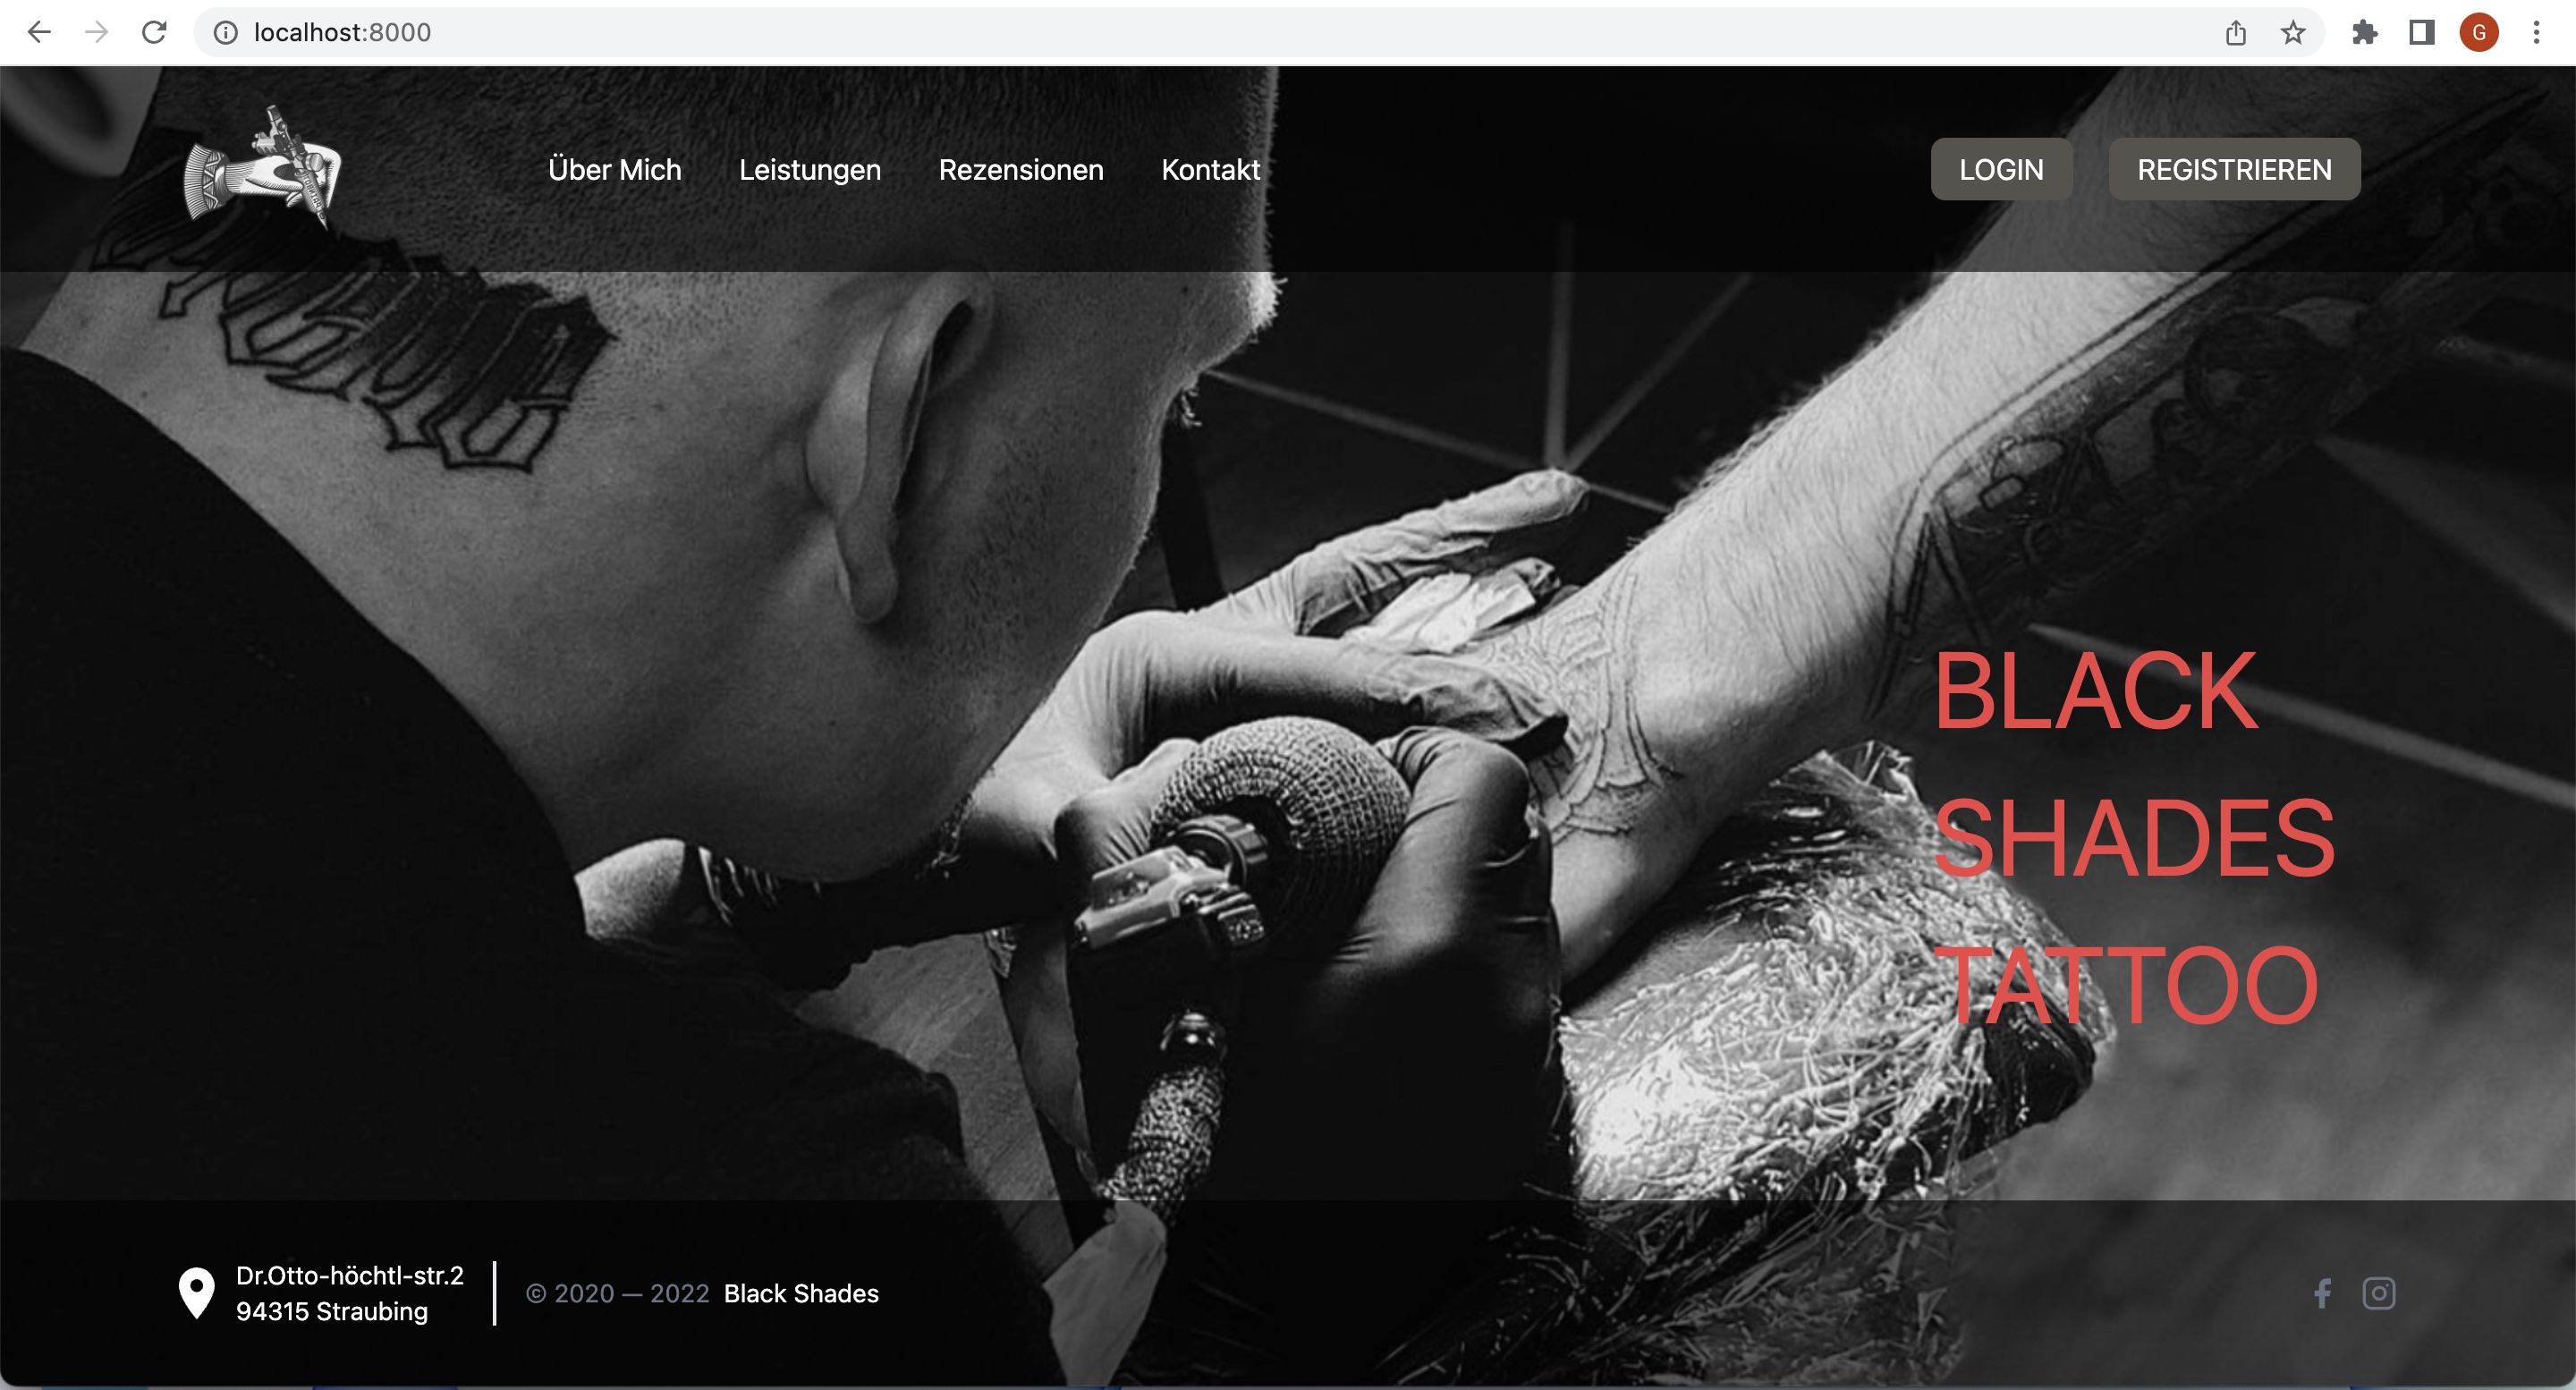 localhost:8000
G
Über Mich Leistungen Rezensionen Kontakt LOGIN REGISTRIEREN
BLACK
SHADES
TATTOO
Dr.Otto-höchtl-str.2
94315 Straubing
© 2020 — 2022 Black Shades